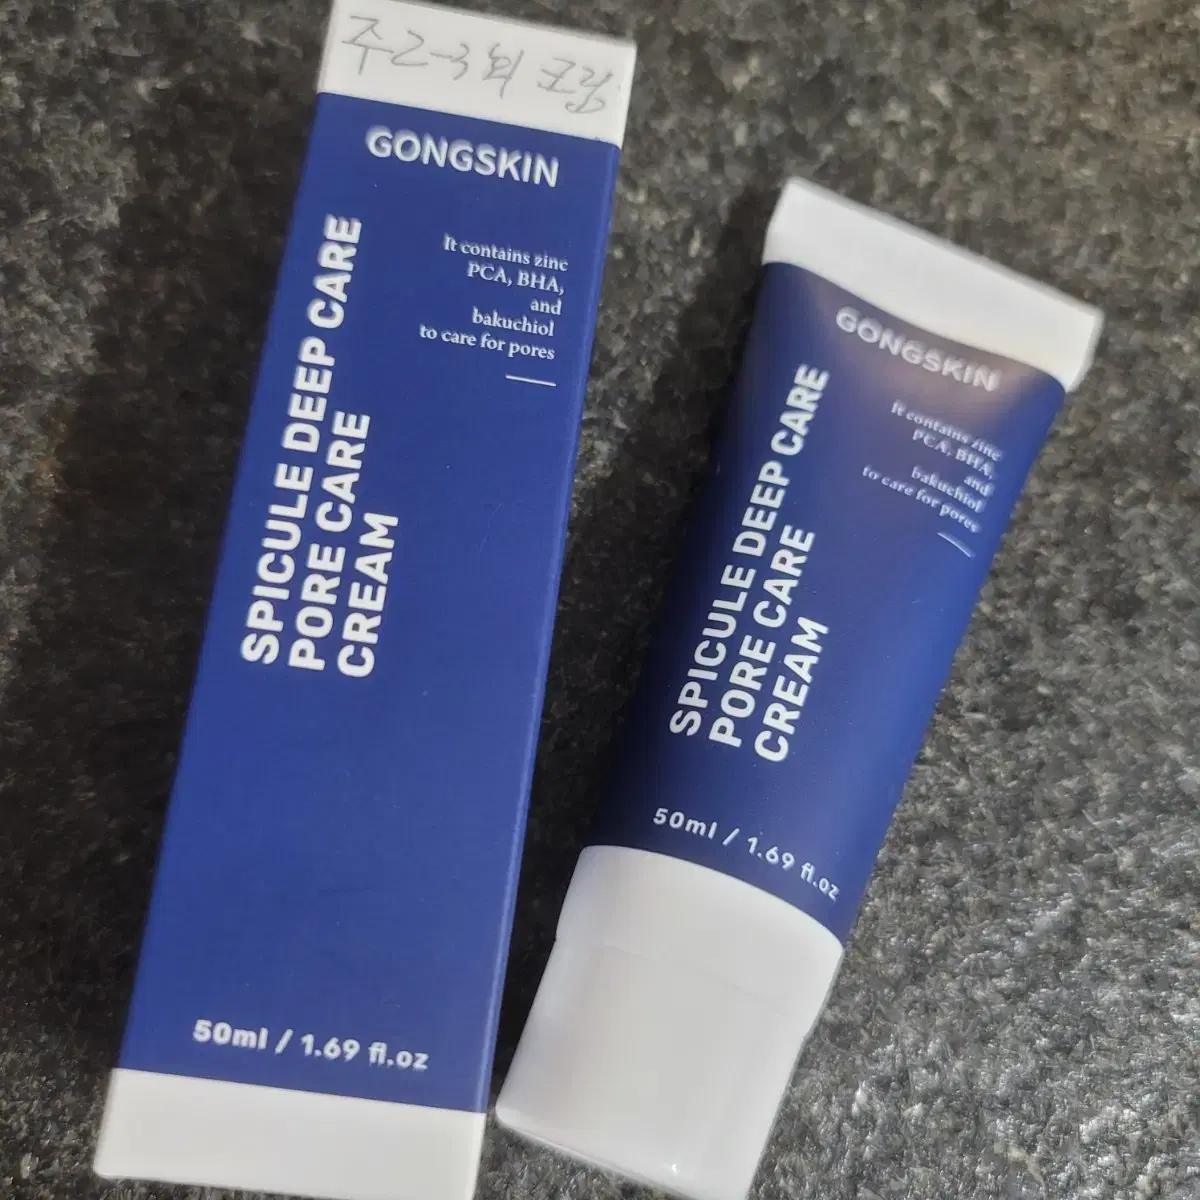 주 2-3회 크림
GONGSKIN
It contains zinc
PCA, BHA,
and
bakuchiol
to care for pores
SPICULE DEEP CARE
PORE CARE
CREAM
50ml / 1.69 fl.oz
GONGSKIN
It contains zinc
PCA, BHA,
and
bakuchiol
to care for pores
SPICULE DEEP CARE
PORE CARE
CREAM
50ml / 1.69 fl.oz